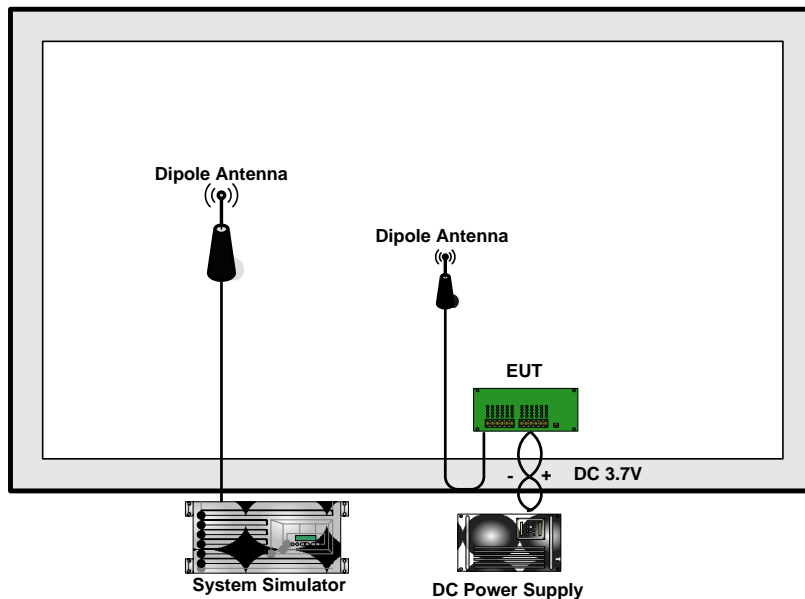 Dipole Antenna
Dipole Antenna
EUT
- + DC 3.7V
System Simulator
DC Power Supply